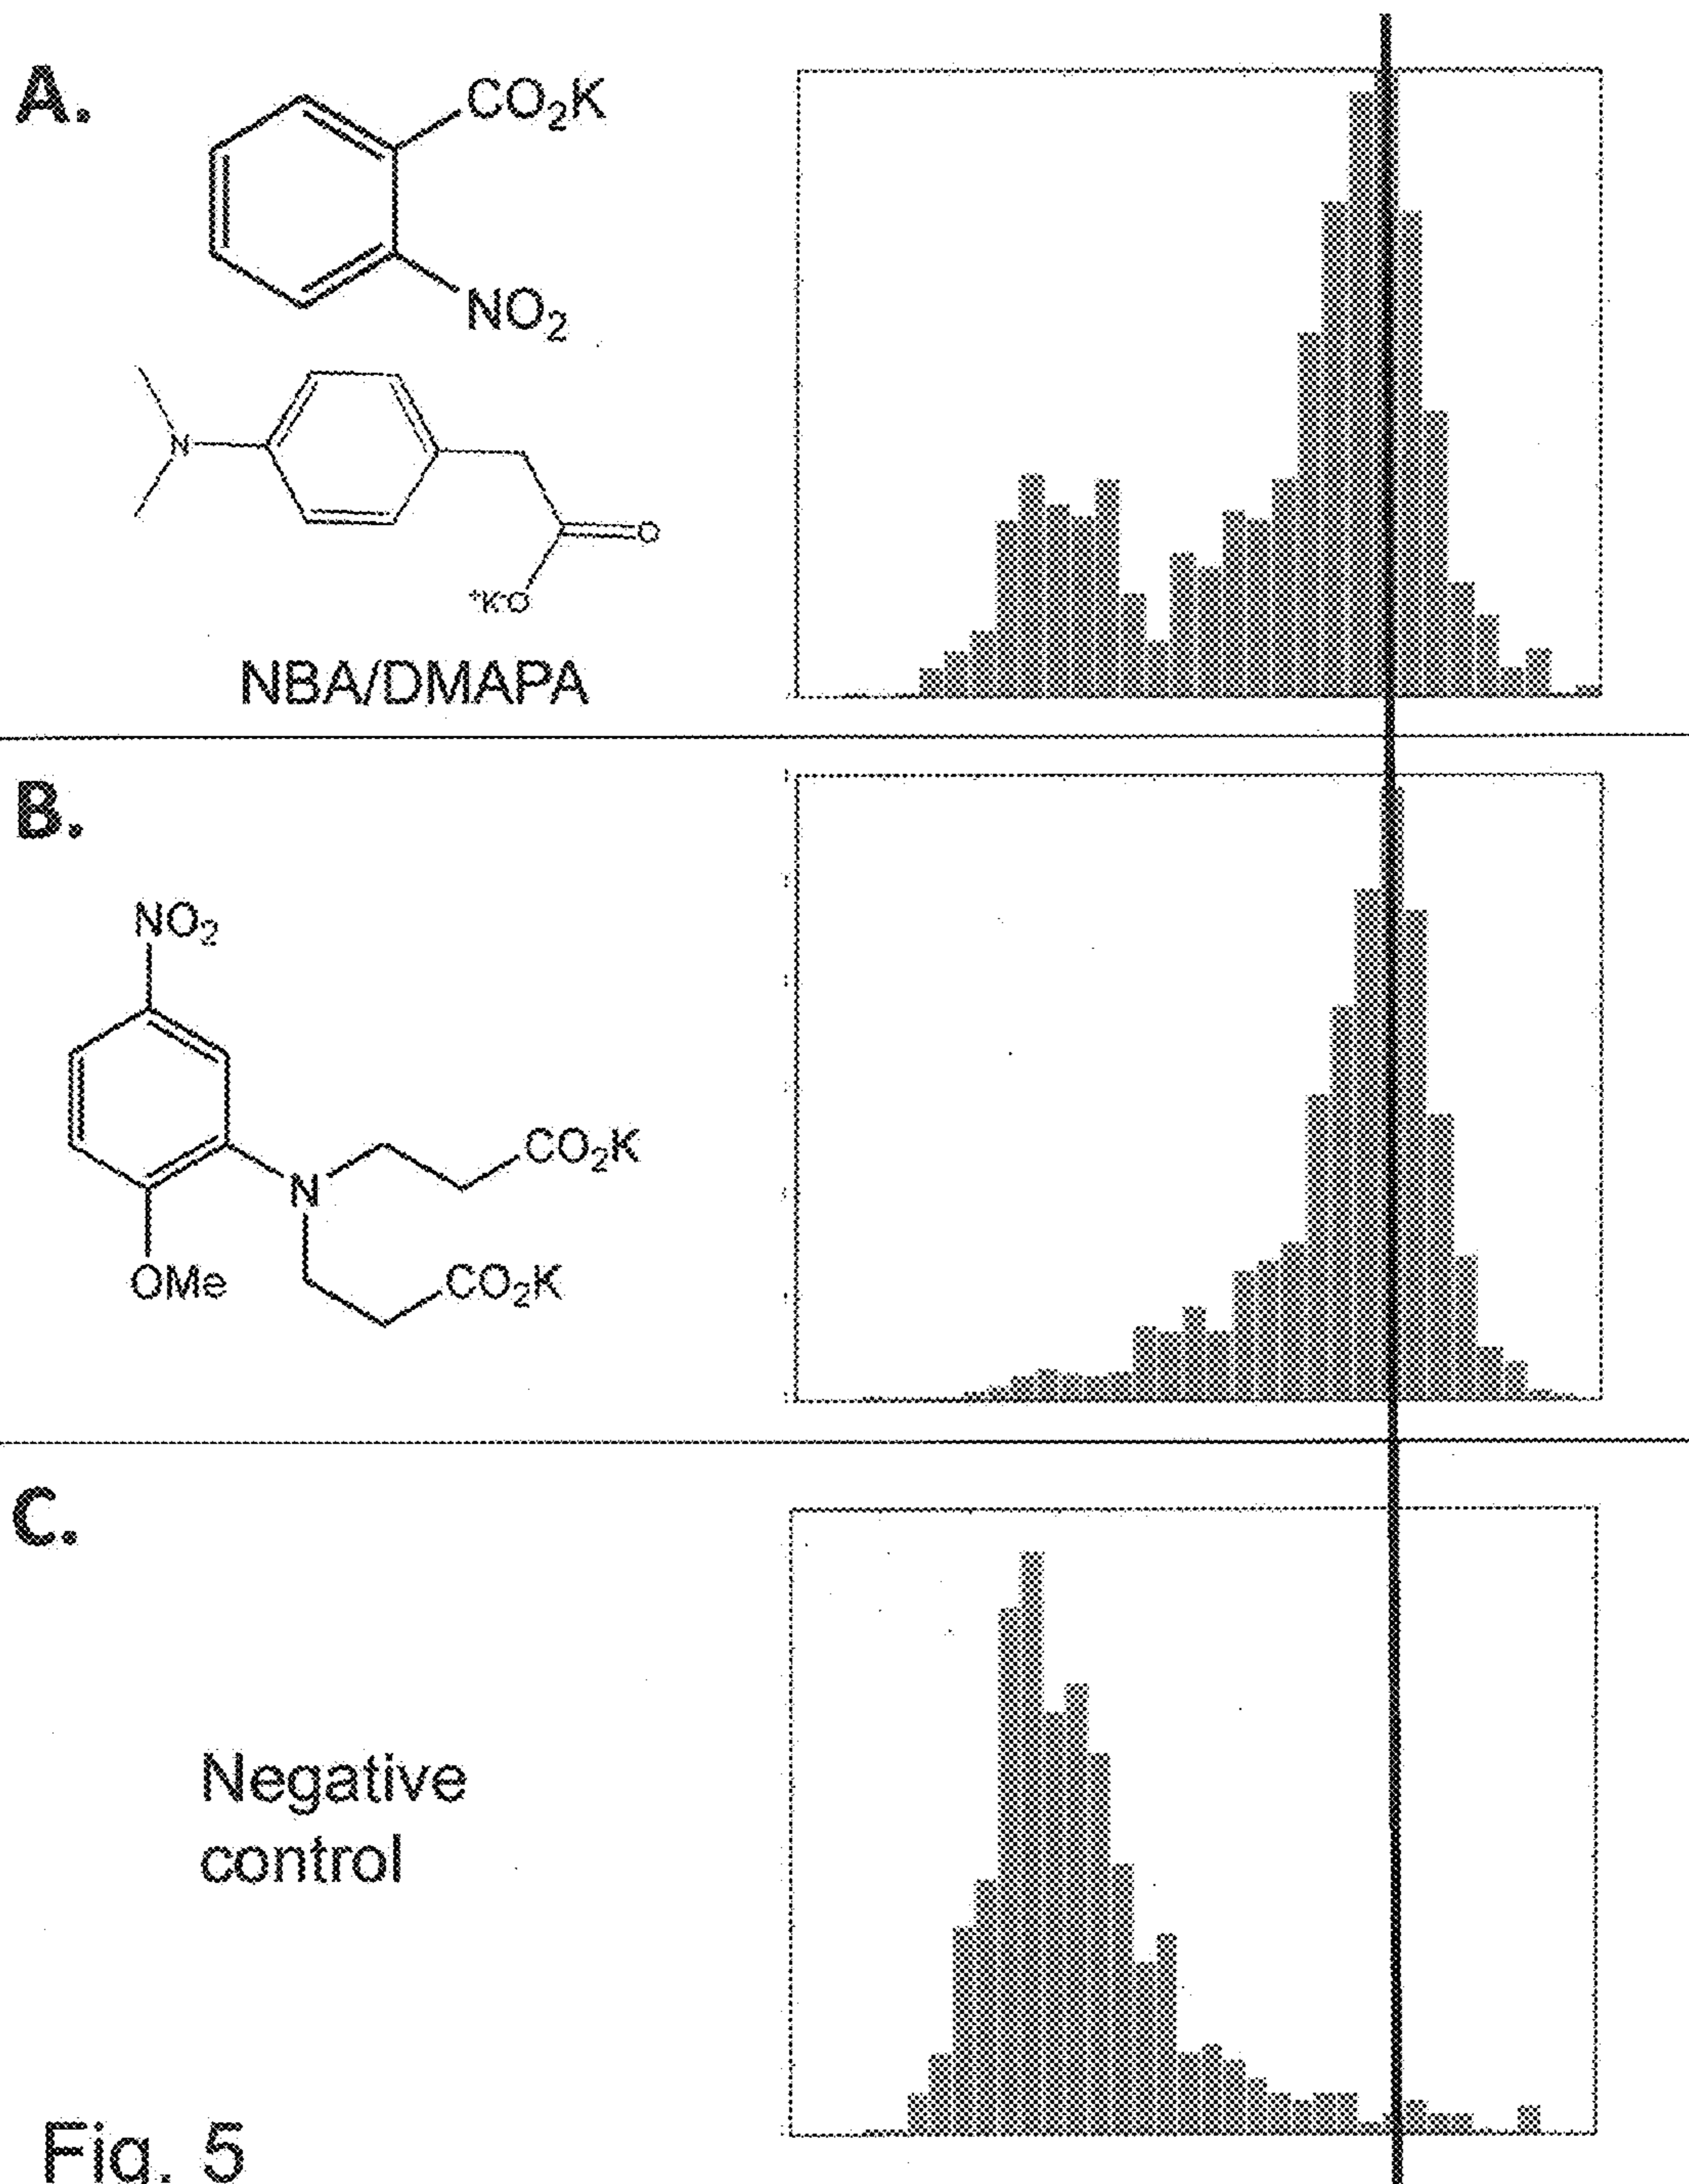 A.
CO₂K
NO₂
N
O
⁺K⁻O
NBA/DMAPA
B.
NO₂
CO₂K
N
OMe
CO₂K
C.
Negative
control
Fig. 5